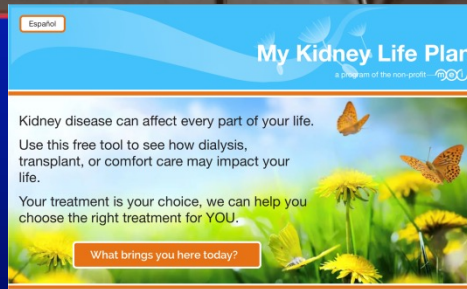 Español
My Kidney Life Plan
a program of the non-profit
Kidney disease can affect every part of your life.
Use this free tool to see how dialysis,
transplant, or comfort care may impact your
life.
Your treatment is your choice, we can help you
choose the right treatment for YOU.
What brings you here today?